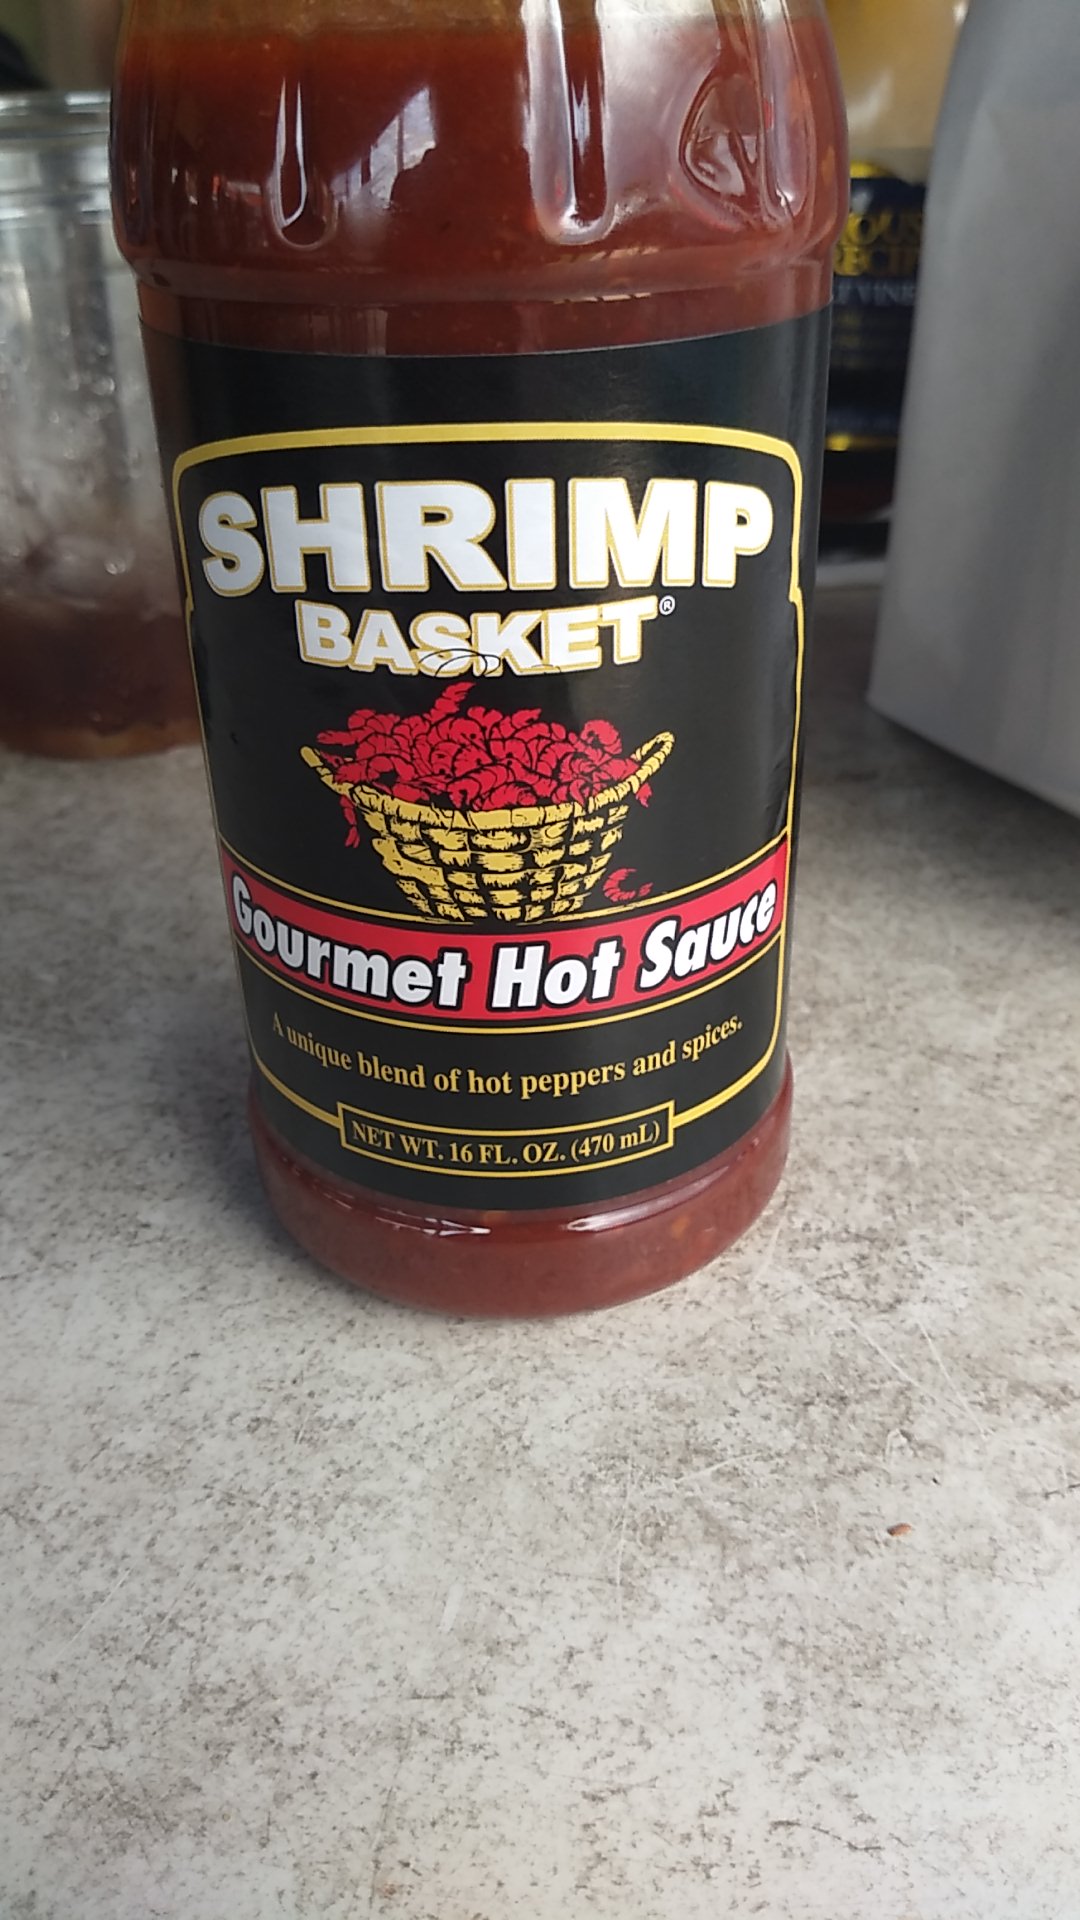 SHRIMP
BASKET®
Gourmet Hot Sauce
A unique blend of hot peppers and spices.
NET WT. 16 FL. OZ. (470 mL)